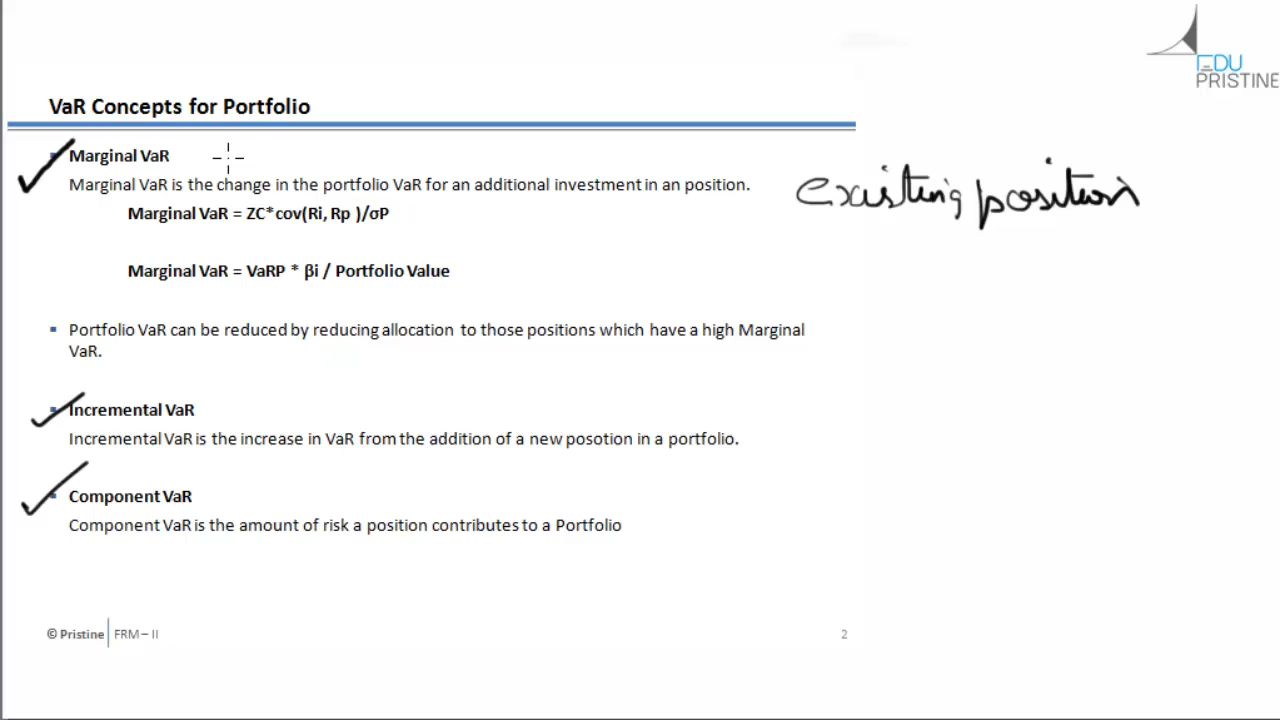 EDU
PRISTINE
VaR Concepts for Portfolio
Marginal VaR
Marginal VaR is the change in the portfolio VaR for an additional investment in an position.
existing position
Marginal VaR = ZC*cov(Ri, Rp )/σP
Marginal VaR = VaRP * βi / Portfolio Value
Portfolio VaR can be reduced by reducing allocation to those positions which have a high Marginal
VaR.
Incremental VaR
Incremental VaR is the increase in VaR from the addition of a new posotion in a portfolio.
Component VaR
Component VaR is the amount of risk a position contributes to a Portfolio
© Pristine FRM – II
2